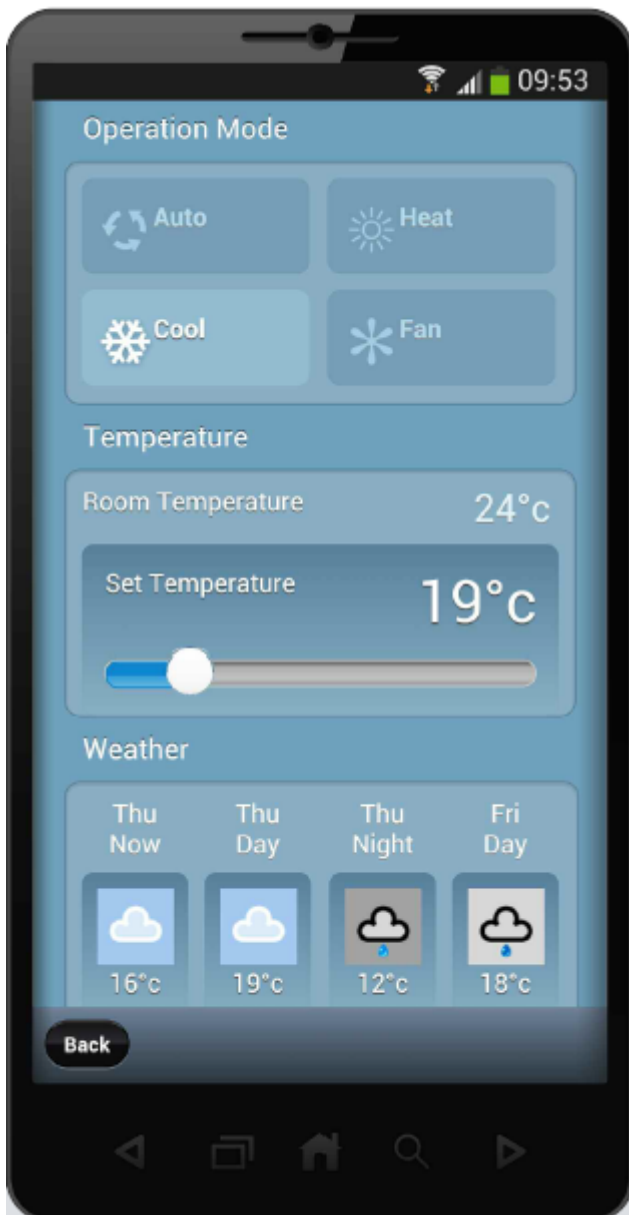 09:53
Operation Mode
Auto
Heat
Cool
Fan
Temperature
Room Temperature 24°c
Set Temperature 19°c
Weather
Thu Thu Thu Fri
Now Day Night Day
16°c 19°c 12°c 18°c
Back